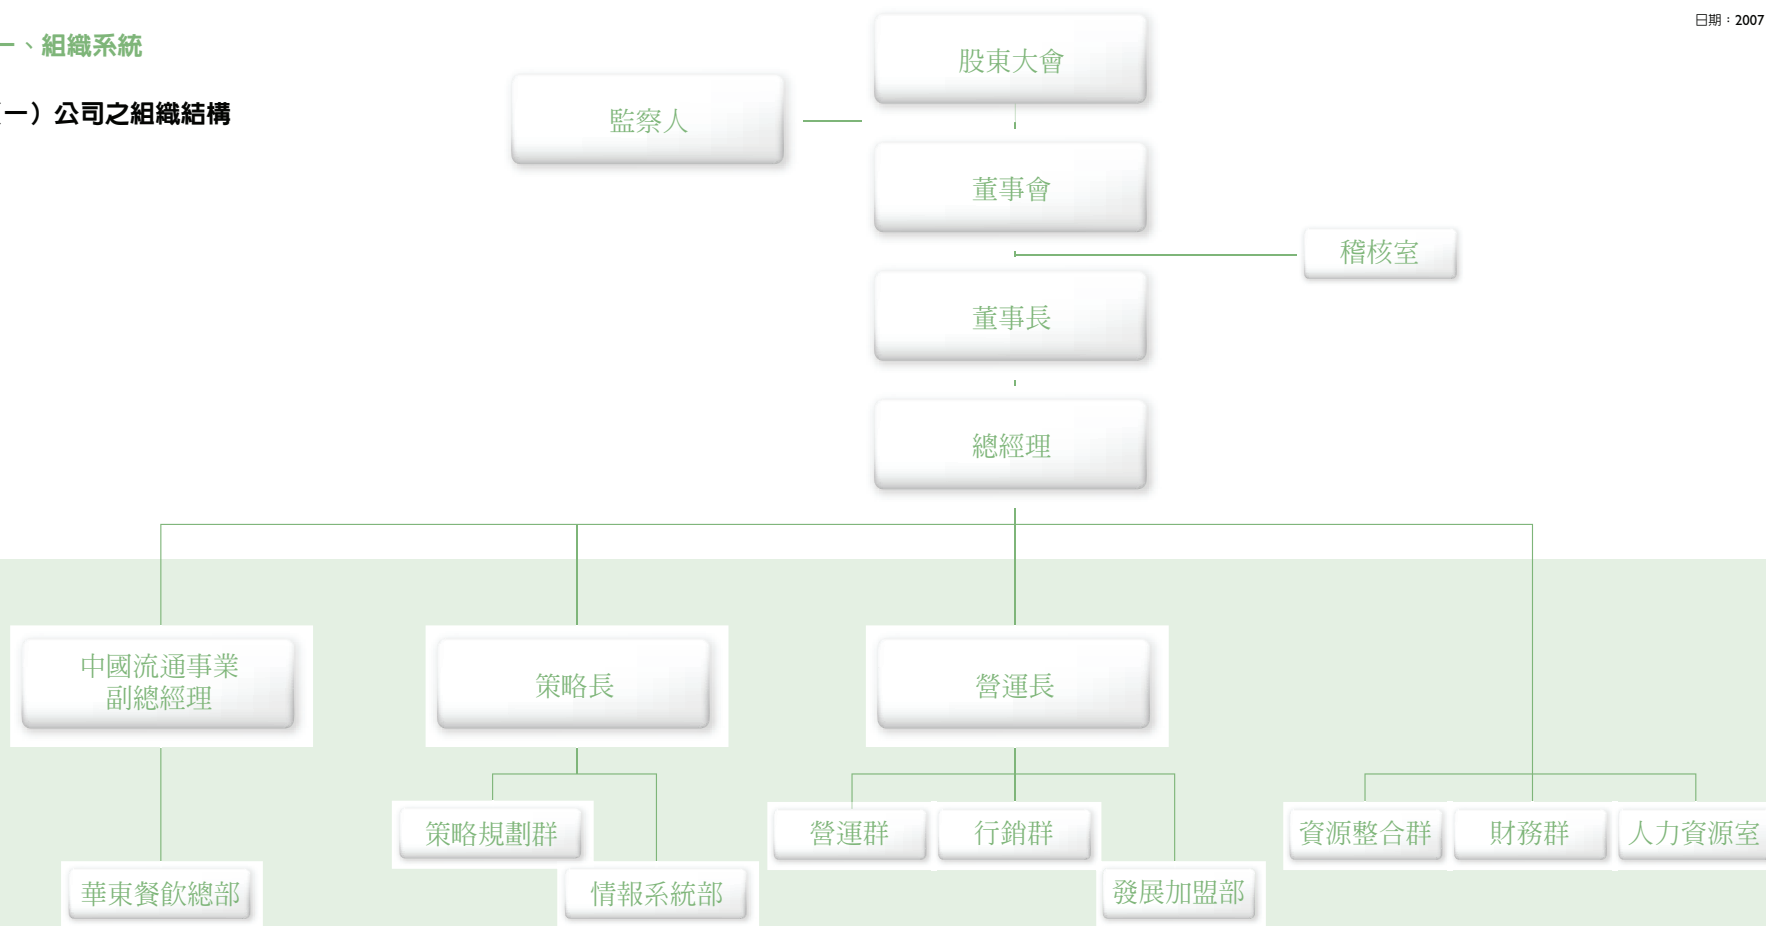 日期：2007
一、組織系統
（一）公司之組織結構
股東大會
監察人
董事會
稽核室
董事長
總經理
中國流通事業
副總經理
策略長
營運長
策略規劃群
營運群
行銷群
資源整合群
財務群
人力資源室
華東餐飲總部
情報系統部
發展加盟部